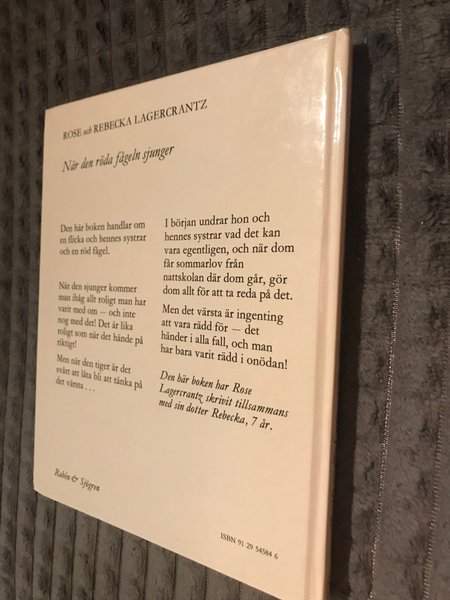 ROSE och REBECKA LAGERCRANTZ
När den röda fågeln sjunger
Den här boken handlar om
en flicka och hennes systrar
och en röd fågel.
När den sjunger kommer
man ihåg allt roligt man har
varit med om — och inte
nog med det! Det är lika
roligt som när det hände på
riktigt!
Men när den tiger är det
svårt att låta bli att tänka på
det värsta . . .
I början undrar hon och
hennes systrar vad det kan
vara egentligen, och när dom
får sommarlov från
nattskolan där dom går, gör
dom allt för att ta reda på det.
Men det värsta är ingenting
att vara rädd för — det
händer i alla fall, och man
har bara varit rädd i onödan!
Den här boken har Rose
Lagercrantz skrivit tillsammans
med sin dotter Rebecka, 7 år.
Rabén & Sjögren
ISBN 91 29 54584 6